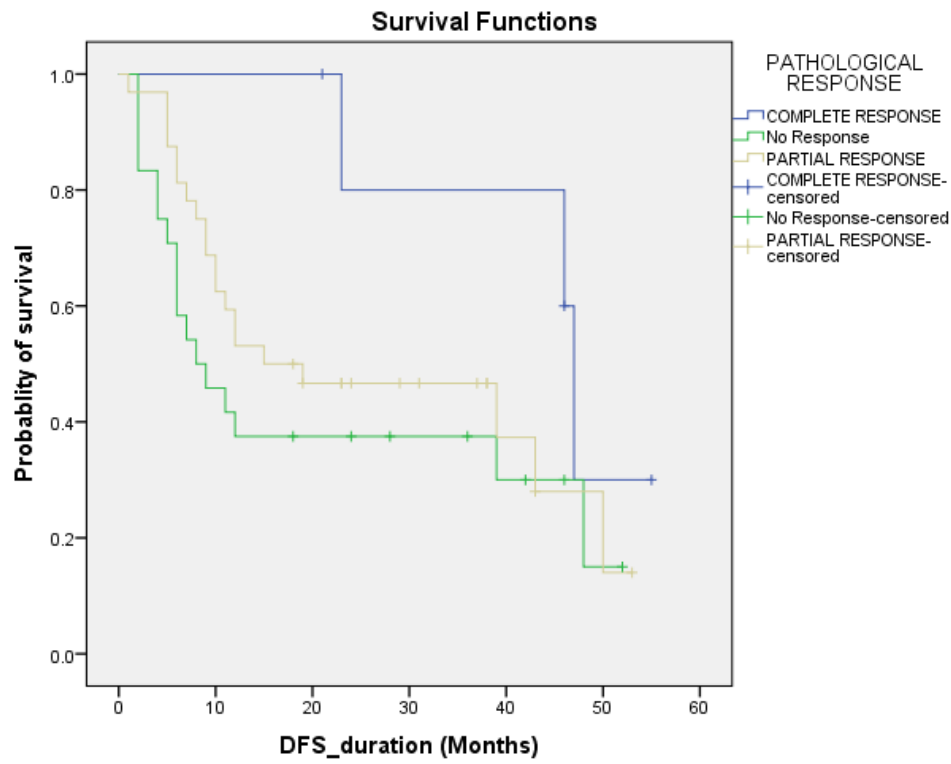 Survival Functions
PATHOLOGICAL
RESPONSE
COMPLETE RESPONSE
No Response
PARTIAL RESPONSE
COMPLETE RESPONSE-
censored
No Response-censored
PARTIAL RESPONSE-
censored
Probablity of survival
1.0
0.8
0.6
0.4
0.2
0.0
0 10 20 30 40 50 60
DFS_duration (Months)